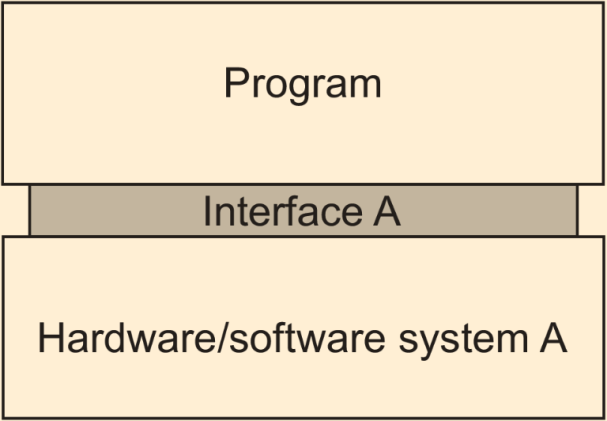 Program
Interface A
Hardware/software system A